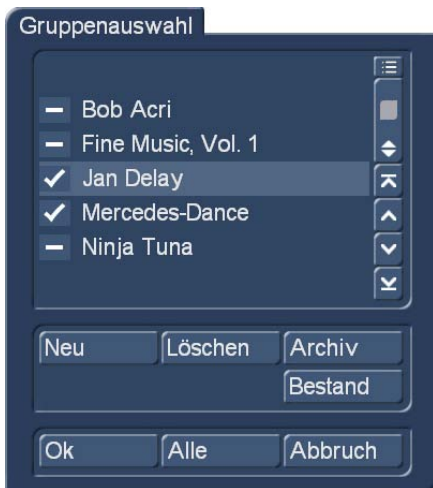 Gruppenauswahl
Bob Acri
Fine Music, Vol. 1
Jan Delay
Mercedes-Dance
Ninja Tuna
Neu Löschen Archiv
Bestand
Ok Alle Abbruch